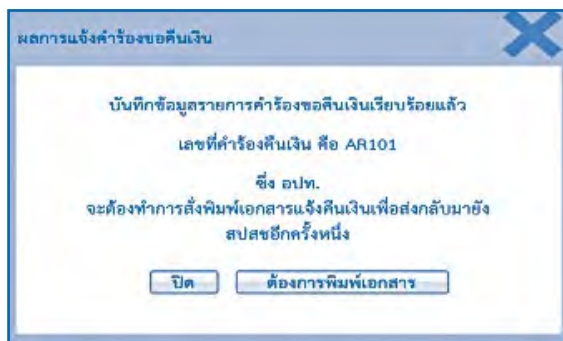 ผลการแจ้งคำร้องขอคืนเงิน
บันทึกข้อมูลรายการคำร้องขอคืนเงินเรียบร้อยแล้ว
เลขที่คำร้องคืนเงิน คือ AR101
ซึ่ง อปท.
จะต้องทำการสั่งพิมพ์เอกสารแจ้งคืนเงินเพื่อส่งกลับมายัง
สปสชอีกครั้งหนึ่ง
ปิด ต้องการพิมพ์เอกสาร